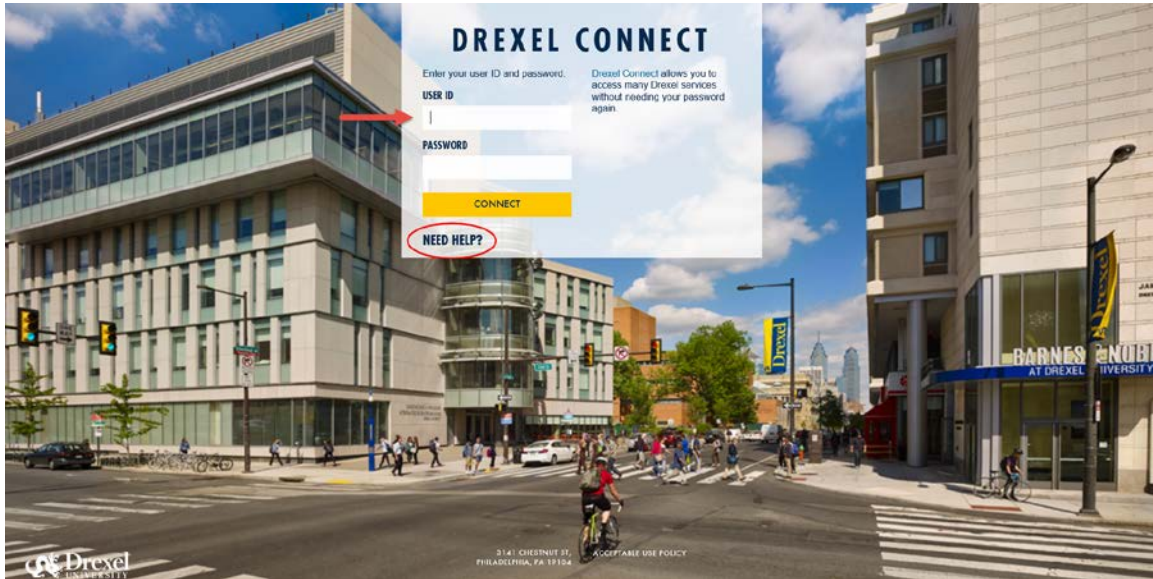 DREXEL CONNECT
Enter your user ID and password.
USER ID
PASSWORD
CONNECT
NEED HELP?
Drexel Connect allows you to
access many Drexel services
without needing your password
again.
Drexel
Drexel
BARNES
AT DREXEL
Drexel
UNIVERSITY
3141 CHESTNUT ST,
PHILADELPHIA, PA 19104
ACCEPTABLE USE POLICY